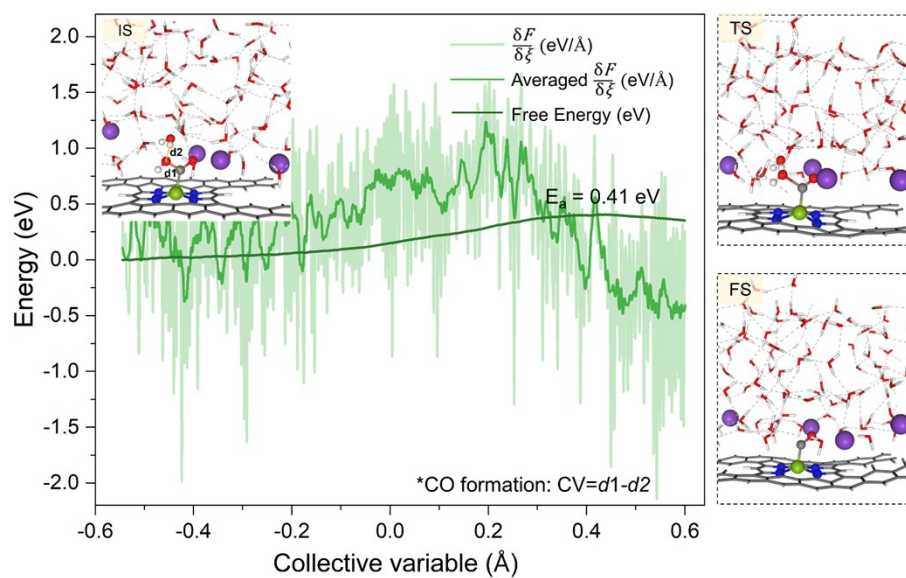 IS
d2
d1
δF/δξ (eV/Å)
Averaged δF/δξ (eV/Å)
Free Energy (eV)
Eₐ = 0.41 eV
*CO formation: CV=d1-d2
Energy (eV)
2.0
1.5
1.0
0.5
0.0
-0.5
-1.0
-1.5
-2.0
-0.6
-0.4
-0.2
0.0
0.2
0.4
0.6
Collective variable (Å)
TS
FS